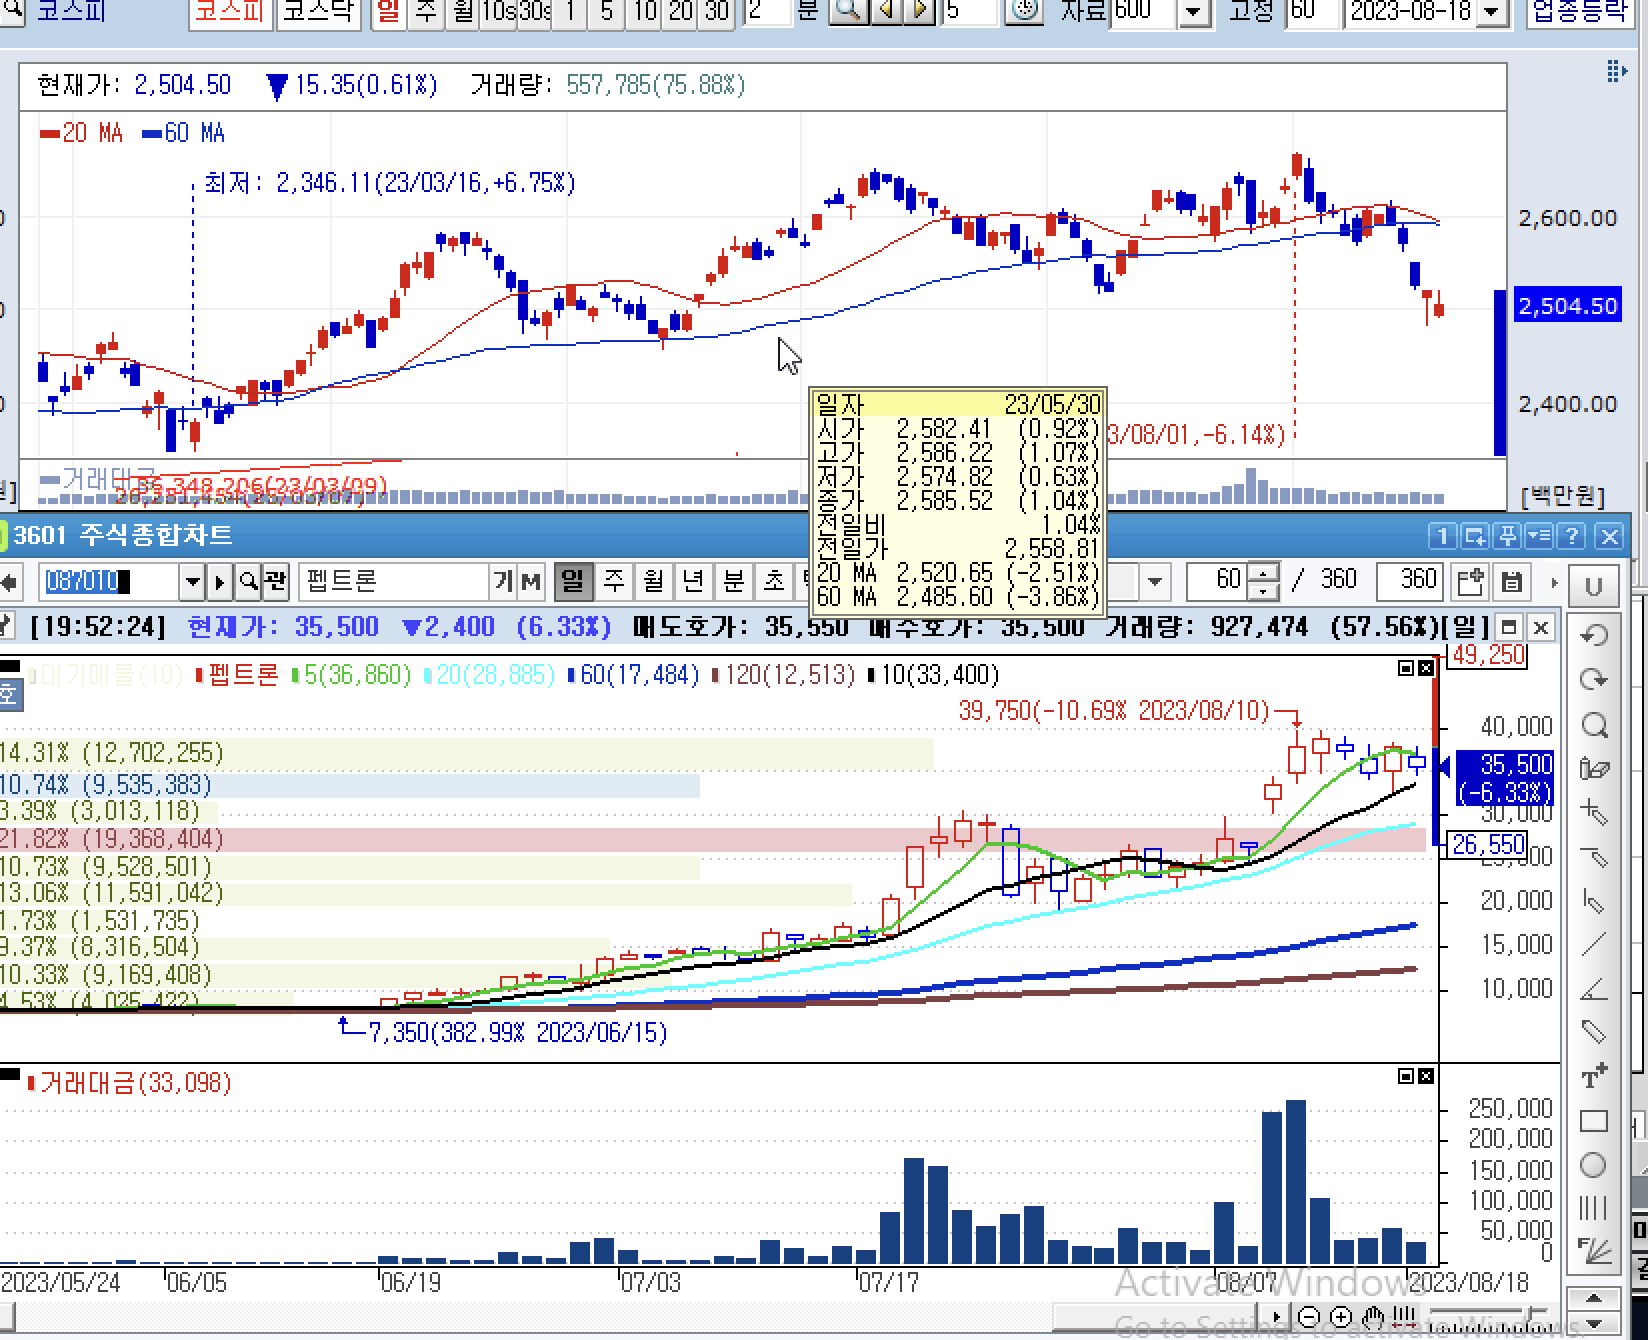 코스피 코스피 코스닥 일 주 월 10s 30s 1 5 10 20 30 2 분 5 자료 600 고정 60 2023-08-18 업종등락
현재가: 2,504.50 ▼15.35(0.61%) 거래량: 557,785(75.88%)
20 MA 60 MA
최저: 2,346.11(23/03/16,+6.75%)
2,600.00
2,504.50
2,400.00
3/08/01,-6.14%)
일자 23/05/30
시가 2,582.41 (0.92%)
고가 2,586.22 (1.07%)
저가 2,574.82 (0.63%)
종가 2,585.52 (1.04%)
전일비 1.04%
전일가 2,558.81
20 MA 2,520.65 (-2.51%)
60 MA 2,485.60 (-3.86%)
거래대금
35,348,206(23/03/09)
[백만원]
3601 주식종합차트 1 ?
087010 관 펩트론 기 M 일 주 월 년 분 초 60 / 360 360 U
[19:52:24] 현재가: 35,500 ▼2,400 (6.33%) 매도호가: 35,550 매수호가: 35,500 거래량: 927,474 (57.56%)[일]
49,250
대기매물(10) 펩트론 5(36,860) 20(28,885) 60(17,484) 120(12,513) 10(33,400)
호
39,750(-10.69% 2023/08/10)
40,000
14.31% (12,702,255)
35,500
(-6.33%)
10.74% (9,535,383)
3.39% (3,013,118)
30,000
21.82% (19,368,404)
26,550
25,000
10.73% (9,528,501)
13.06% (11,591,042)
20,000
1.73% (1,531,735)
9.37% (8,316,504)
15,000
10.33% (9,169,408)
10,000
4.53% (4,025,422)
7,350(382.99% 2023/06/15)
거래대금(33,098)
250,000
200,000
150,000
100,000
50,000
0
2023/05/24 06/05 06/19 07/03 07/17 08/07 2023/08/18
Activate Windows
Go to Settings to activate Windows.